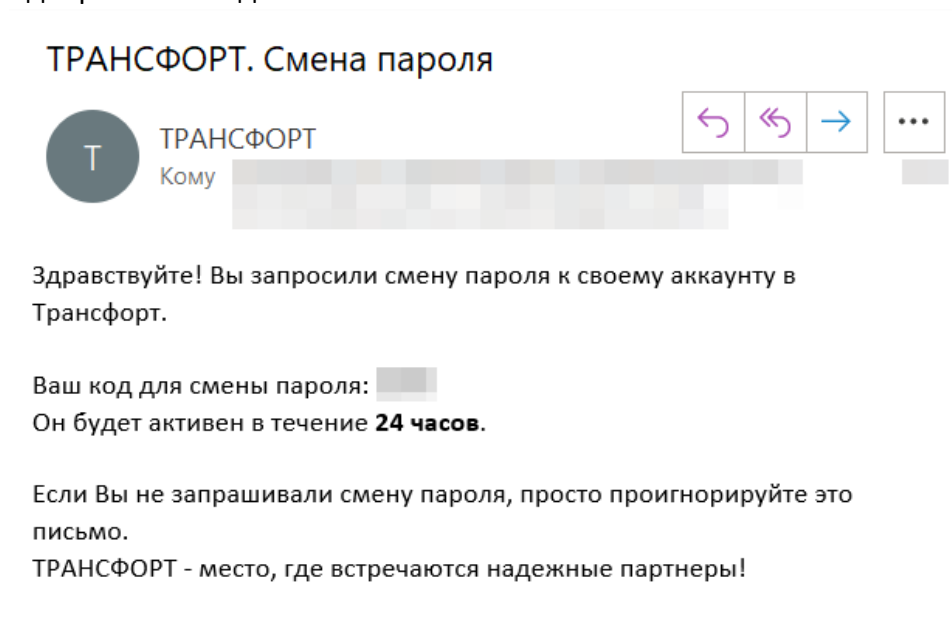 ТРАНСФОРТ. Смена пароля
Т
ТРАНСФОРТ
Кому
Здравствуйте! Вы запросили смену пароля к своему аккаунту в
Трансфорт.
Ваш код для смены пароля:
Он будет активен в течение 24 часов.
Если Вы не запрашивали смену пароля, просто проигнорируйте это
письмо.
ТРАНСФОРТ - место, где встречаются надежные партнеры!